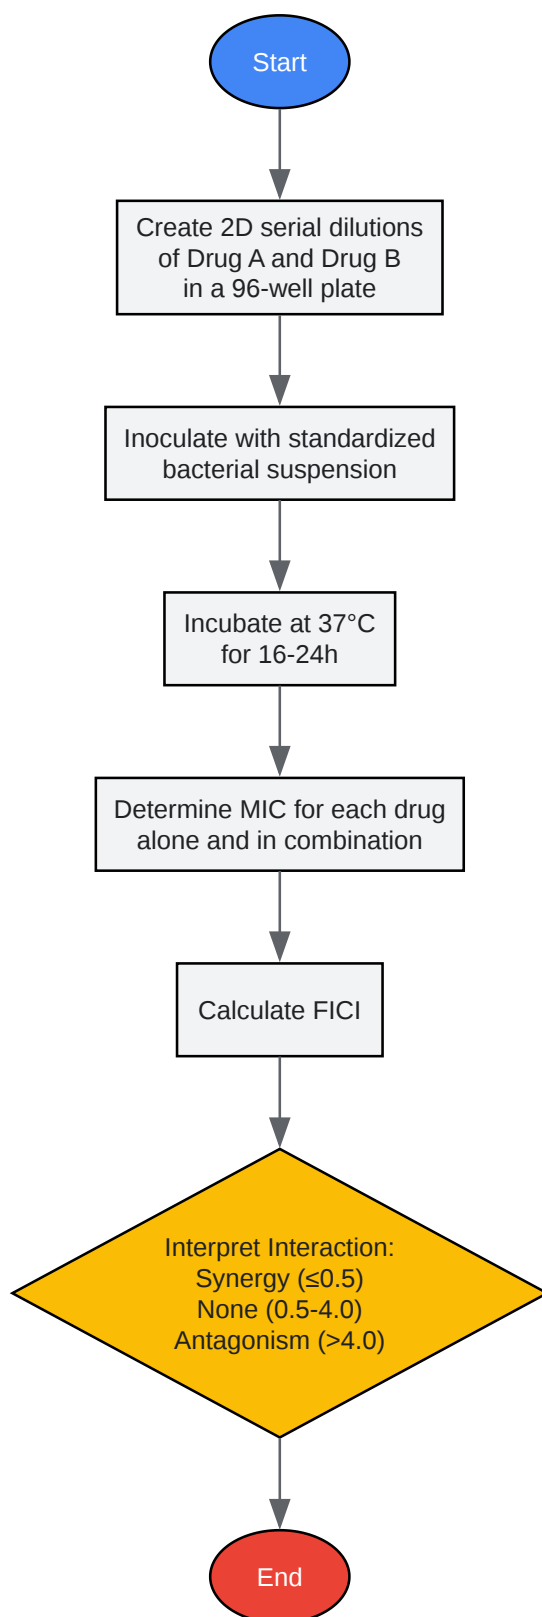 Start
Create 2D serial dilutions
of Drug A and Drug B
in a 96-well plate
Inoculate with standardized
bacterial suspension
Incubate at 37°C
for 16-24h
Determine MIC for each drug
alone and in combination
Calculate FICI
Interpret Interaction:
Synergy (≤0.5)
None (0.5-4.0)
Antagonism (>4.0)
End